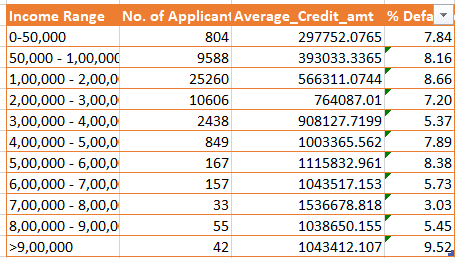 Income Range No. of Applicant Average_Credit_amt % Defa
0-50,000 804 297752.0765 7.84
50,000 - 1,00,000 9588 393033.3365 8.16
1,00,000 - 2,00,0 25260 566311.0744 8.66
2,00,000 - 3,00,0 10606 764087.01 7.20
3,00,000 - 4,00,0 2438 908127.7199 5.37
4,00,000 - 5,00,0 849 1003365.562 7.89
5,00,000 - 6,00,0 167 1115832.961 8.38
6,00,000 - 7,00,0 157 1043517.153 5.73
7,00,000 - 8,00,0 33 1536678.818 3.03
8,00,000 - 9,00,0 55 1038650.155 5.45
>9,00,000 42 1043412.107 9.52